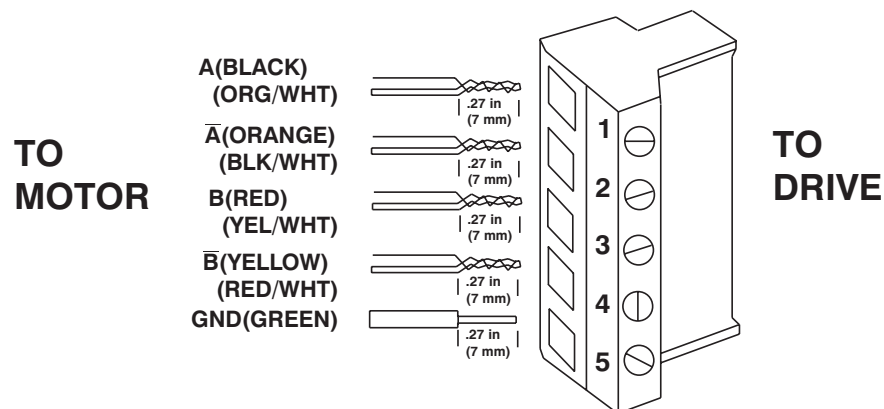 TO
MOTOR
A(BLACK)
(ORG/WHT)
A̅(ORANGE)
(BLK/WHT)
B(RED)
(YEL/WHT)
B̅(YELLOW)
(RED/WHT)
GND(GREEN)
.27 in
(7 mm)
.27 in
(7 mm)
.27 in
(7 mm)
.27 in
(7 mm)
.27 in
(7 mm)
1
2
3
4
5
TO
DRIVE